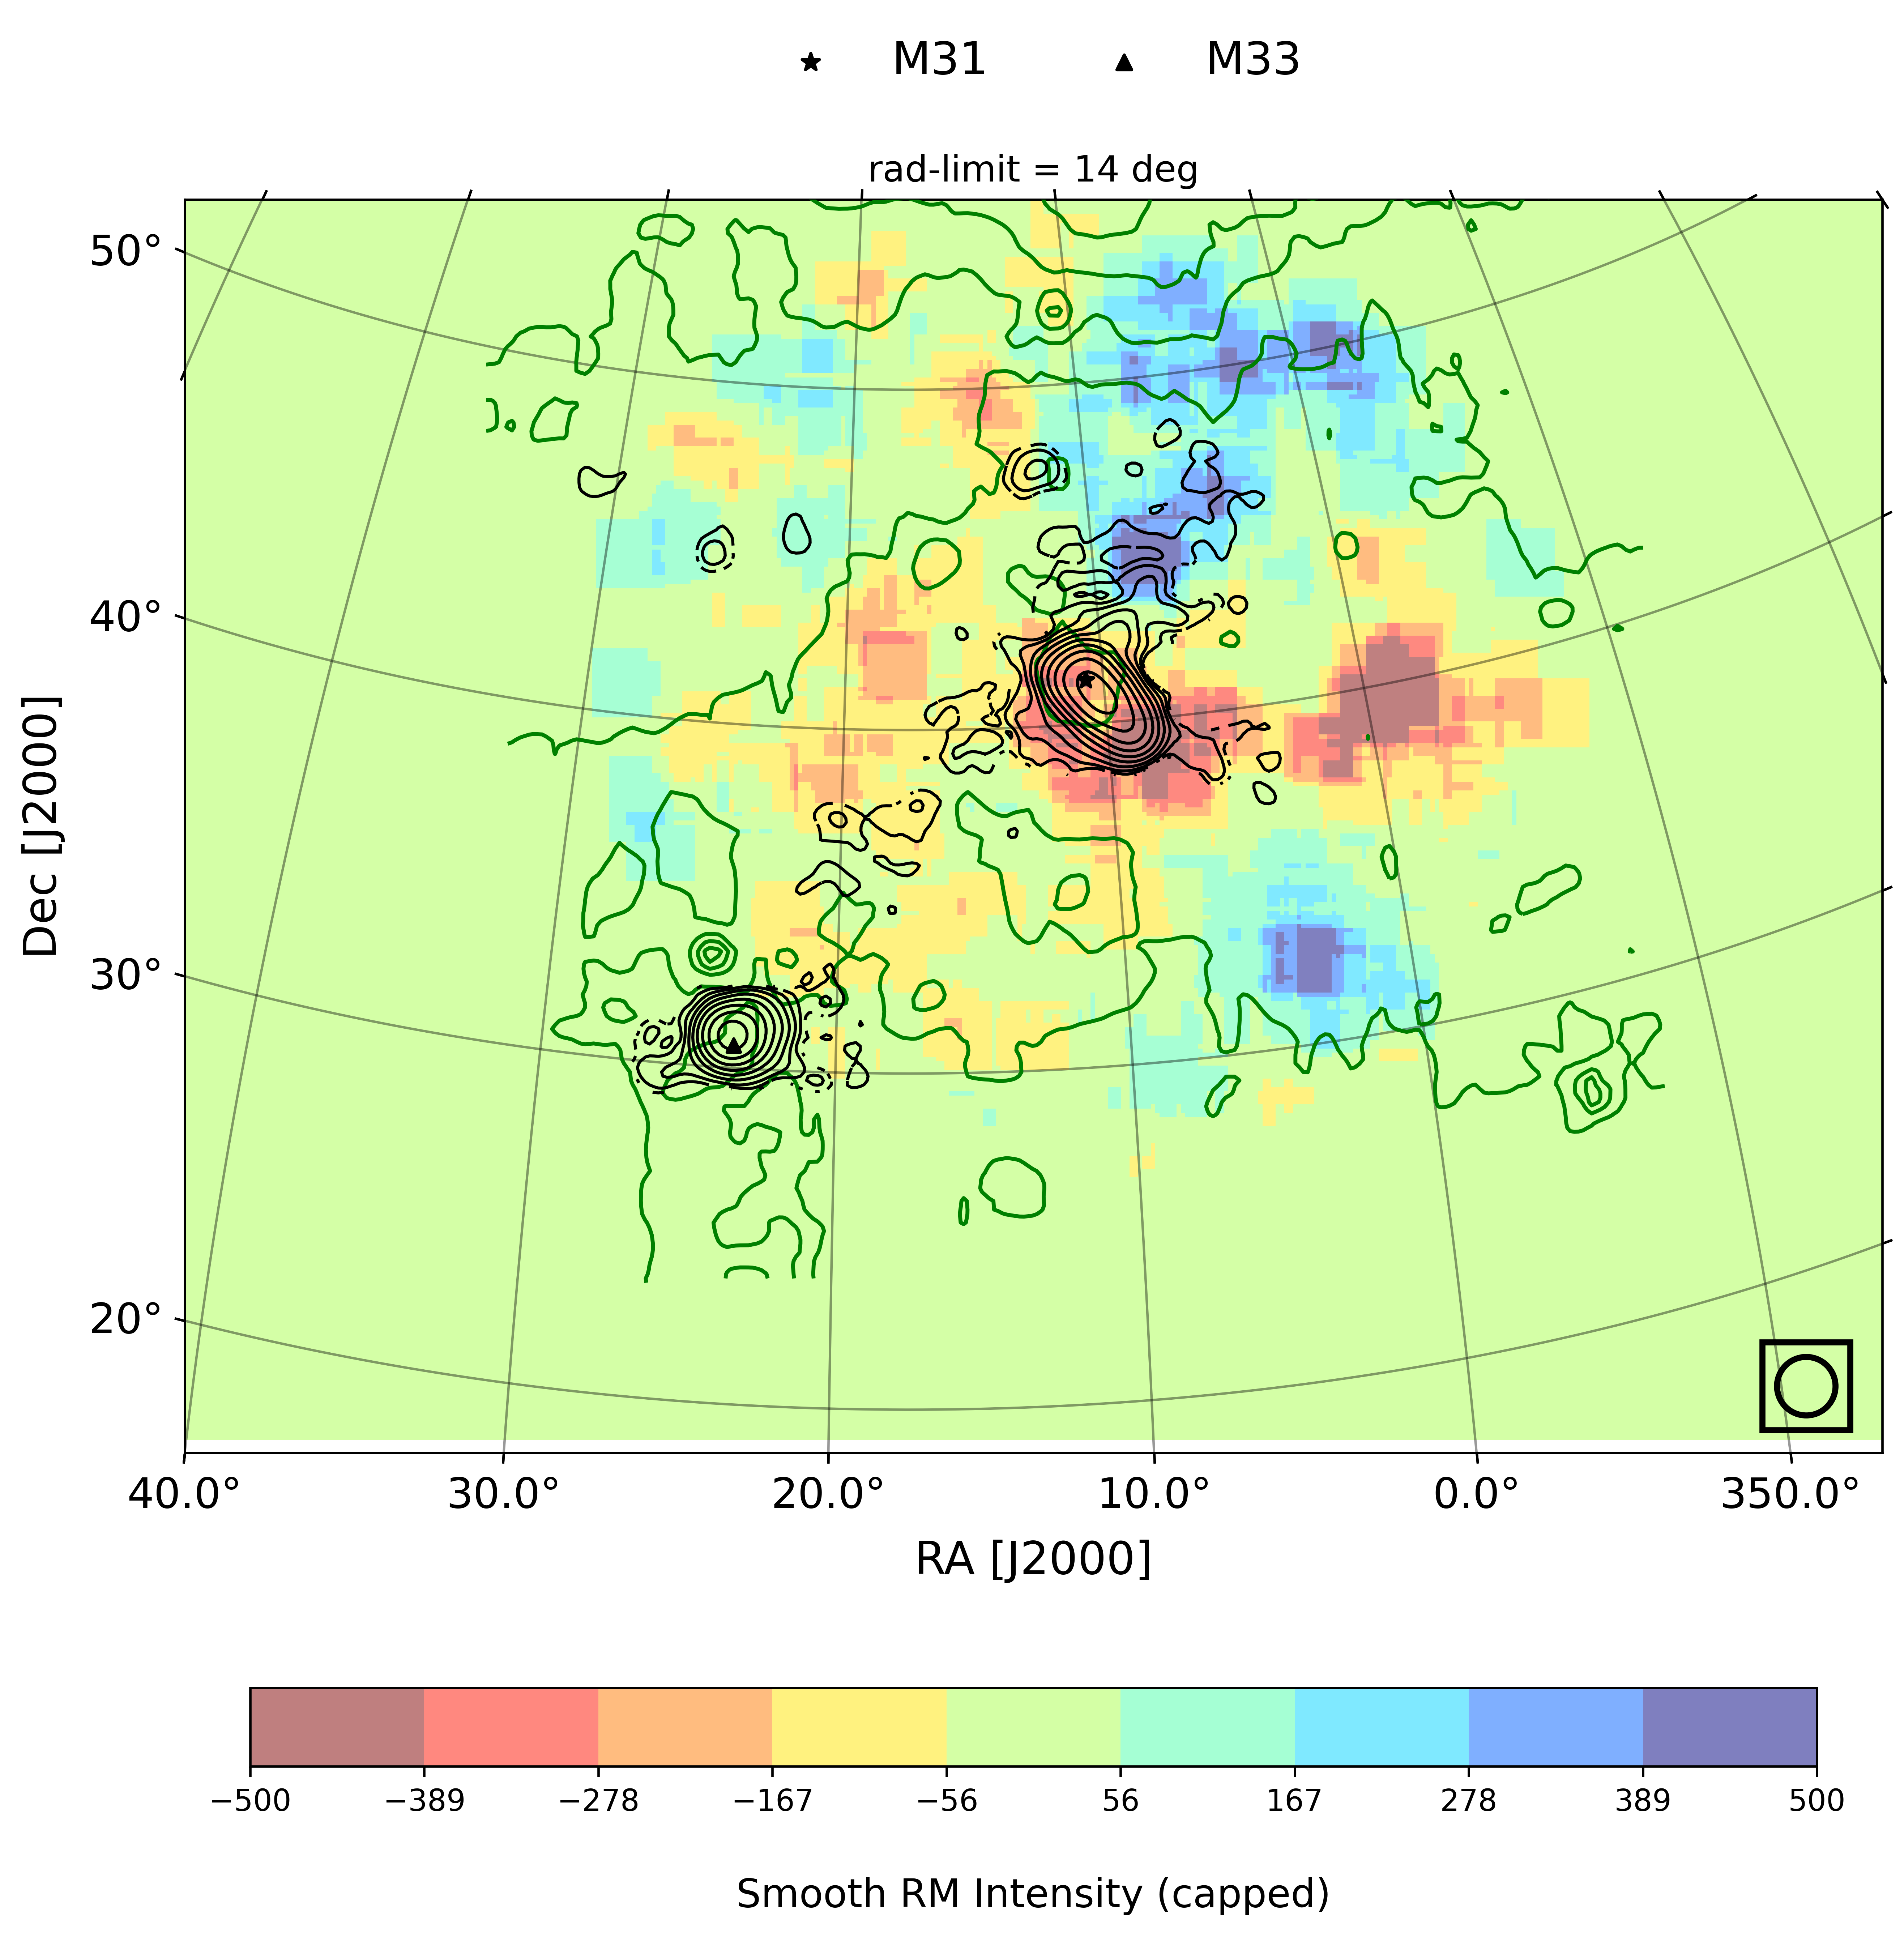 M31 M33
rad-limit = 14 deg
50°
40°
30°
20°
Dec [J2000]
40.0° 30.0° 20.0° 10.0° 0.0° 350.0°
RA [J2000]
−500 −389 −278 −167 −56 56 167 278 389 500
Smooth RM Intensity (capped)